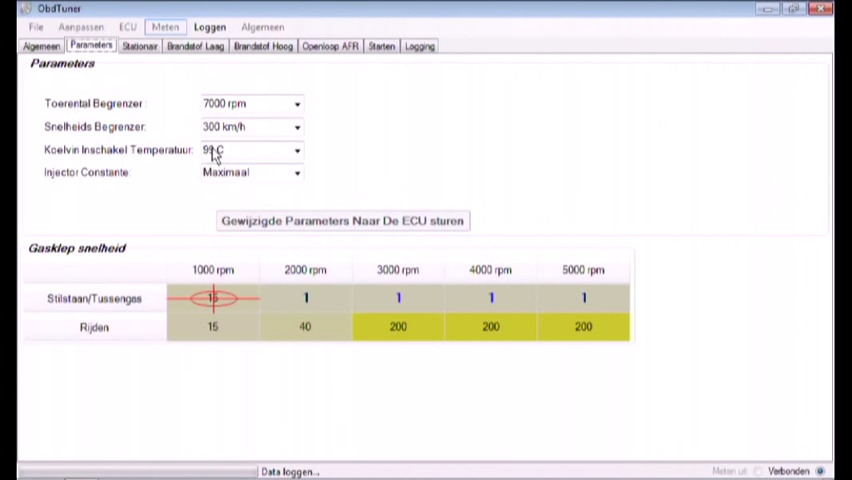 ObdTuner
File Aanpassen ECU Meten Loggen Algemeen
Algemeen Parameters Stationair Brandstof Laag Brandstof Hoog Openloop AFR Starten Logging
Parameters
Toerental Begrenzer: 7000 rpm
Snelheids Begrenzer: 300 km/h
Koelvin Inschakel Temperatuur:
Injector Constante: Maximaal
Gewijzigde Parameters Naar De ECU sturen
Gasklep snelheid
1000 rpm 2000 rpm 3000 rpm 4000 rpm 5000 rpm
Stilstaan/Tussengas 15 1 1 1 1
Rijden 15 40 200 200 200
Data loggen... Meten uit Verbonden